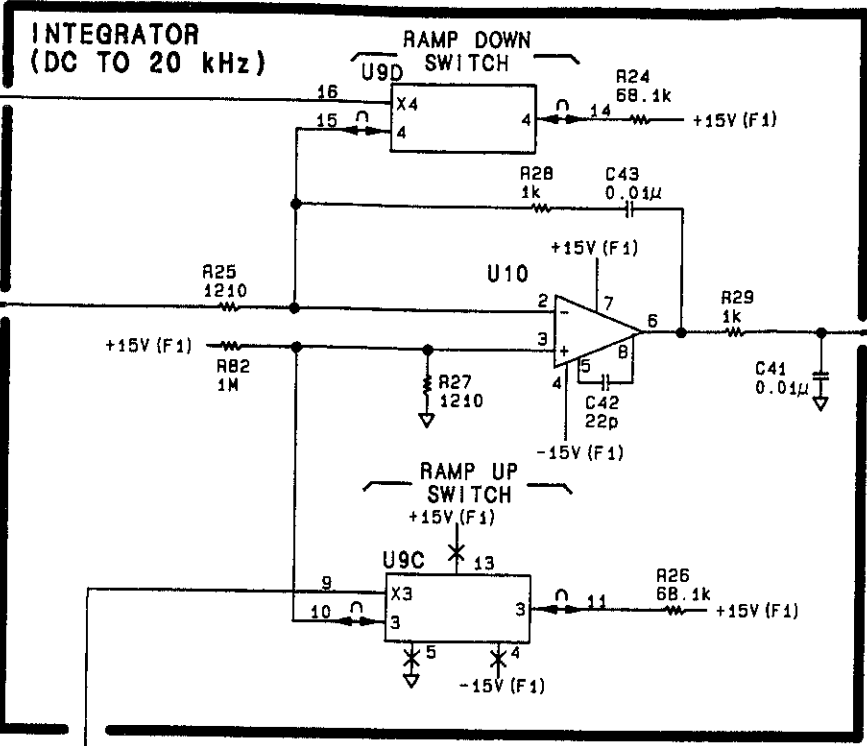 INTEGRATOR
(DC TO 20 kHz)
RAMP DOWN
SWITCH
U9D
16
X4
15
4
4
14
R24
68.1k
+15V(F1)
R28
1k
C43
0.01μ
+15V(F1)
U10
7
R25
1210
2
-
6
R29
1k
3
+
+15V(F1)
R82
1M
R27
1210
4
5
8
C42
22p
-15V(F1)
C41
0.01μ
RAMP UP
SWITCH
+15V(F1)
13
U9C
9
X3
10
3
3
11
R26
68.1k
+15V(F1)
5
4
-15V(F1)